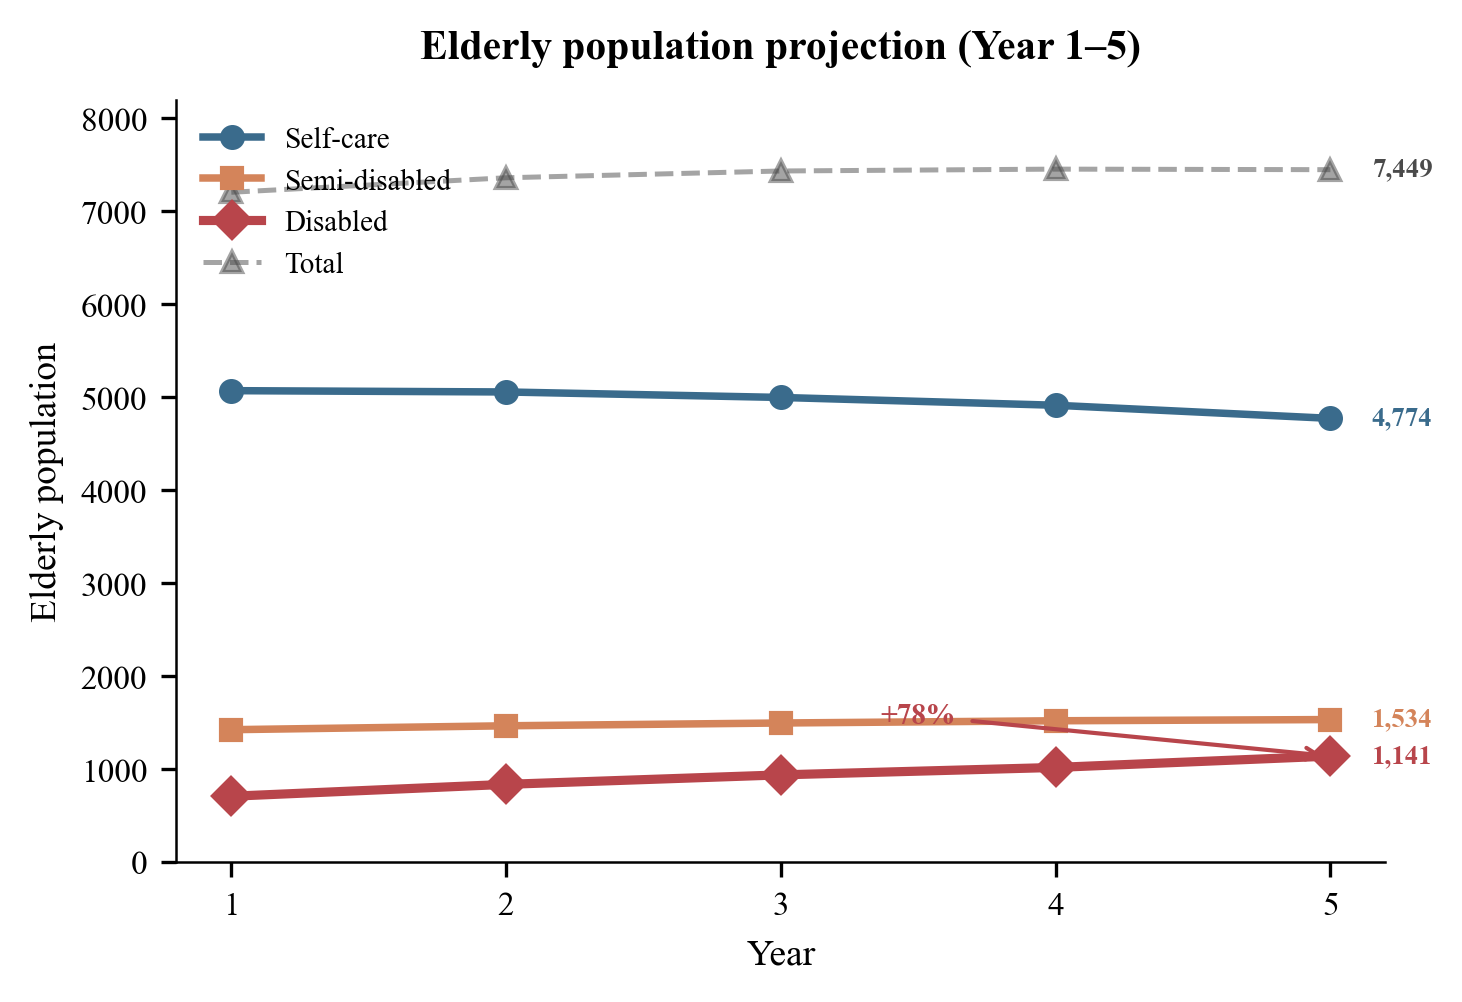 Elderly population projection (Year 1–5)
Elderly population
8000
7000
6000
5000
4000
3000
2000
1000
0
Self-care
Semi-disabled
Disabled
Total
7,449
4,774
+78%
1,534
1,141
1
2
3
4
5
Year